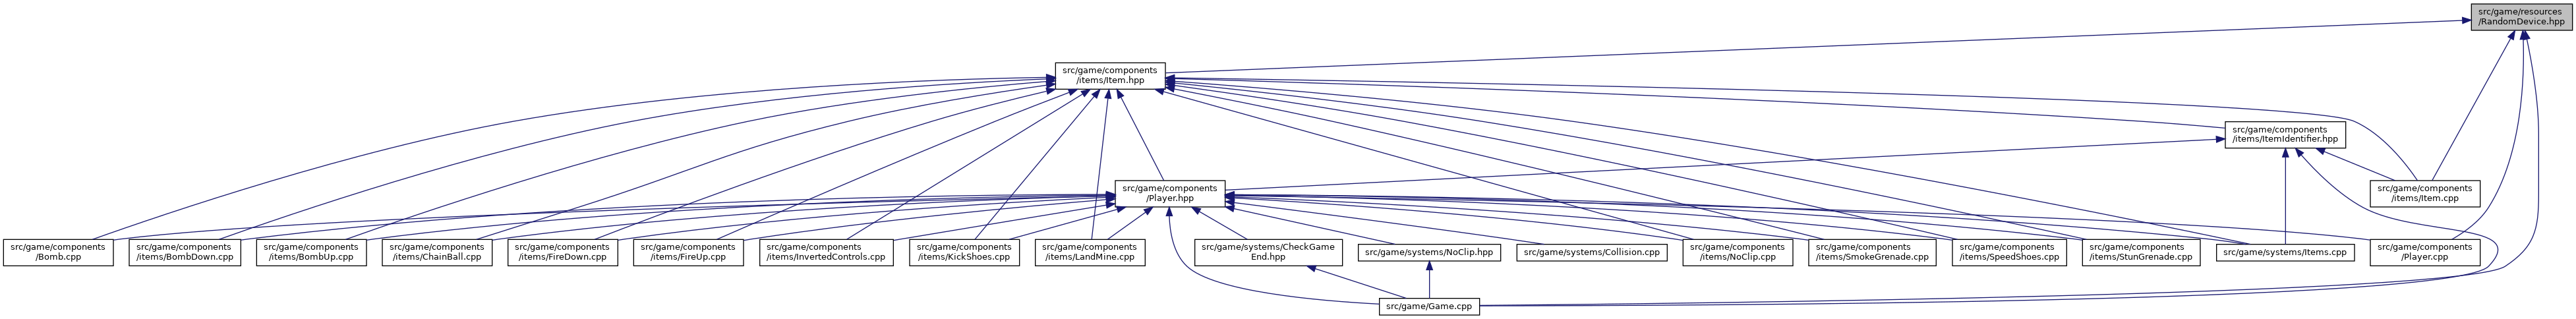 src/game/resources
/RandomDevice.hpp
src/game/components
/items/Item.hpp
src/game/components
/items/ItemIdentifier.hpp
src/game/components
/Player.hpp
src/game/components
/items/Item.cpp
src/game/components
/Bomb.cpp
src/game/components
/items/BombDown.cpp
src/game/components
/items/BombUp.cpp
src/game/components
/items/ChainBall.cpp
src/game/components
/items/FireDown.cpp
src/game/components
/items/FireUp.cpp
src/game/components
/items/InvertedControls.cpp
src/game/components
/items/KickShoes.cpp
src/game/components
/items/LandMine.cpp
src/game/systems/CheckGame
End.hpp
src/game/systems/NoClip.hpp
src/game/systems/Collision.cpp
src/game/components
/items/NoClip.cpp
src/game/components
/items/SmokeGrenade.cpp
src/game/components
/items/SpeedShoes.cpp
src/game/components
/items/StunGrenade.cpp
src/game/systems/Items.cpp
src/game/components
/Player.cpp
src/game/Game.cpp